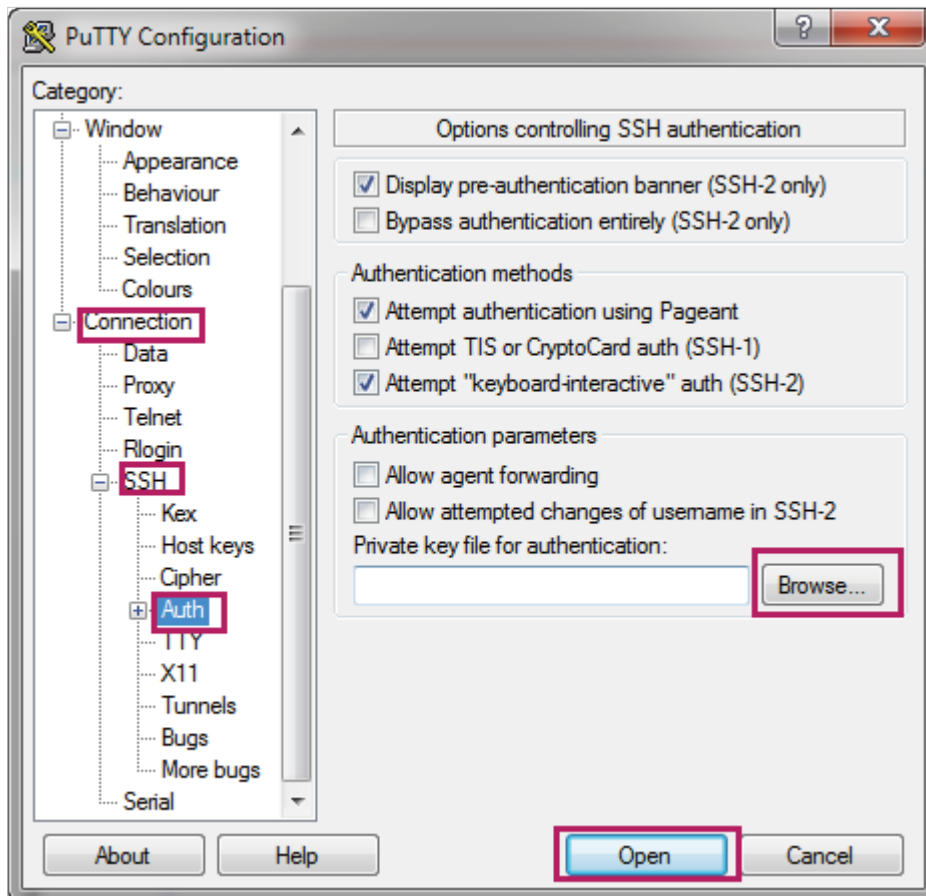 PuTTY Configuration
Category:
Window
Appearance
Behaviour
Translation
Selection
Colours
Connection
Data
Proxy
Telnet
Rlogin
SSH
Kex
Host keys
Cipher
Auth
TTY
X11
Tunnels
Bugs
More bugs
Serial
Options controlling SSH authentication
Display pre-authentication banner (SSH-2 only)
Bypass authentication entirely (SSH-2 only)
Authentication methods
Attempt authentication using Pageant
Attempt TIS or CryptoCard auth (SSH-1)
Attempt "keyboard-interactive" auth (SSH-2)
Authentication parameters
Allow agent forwarding
Allow attempted changes of username in SSH-2
Private key file for authentication:
Browse...
About
Help
Open
Cancel